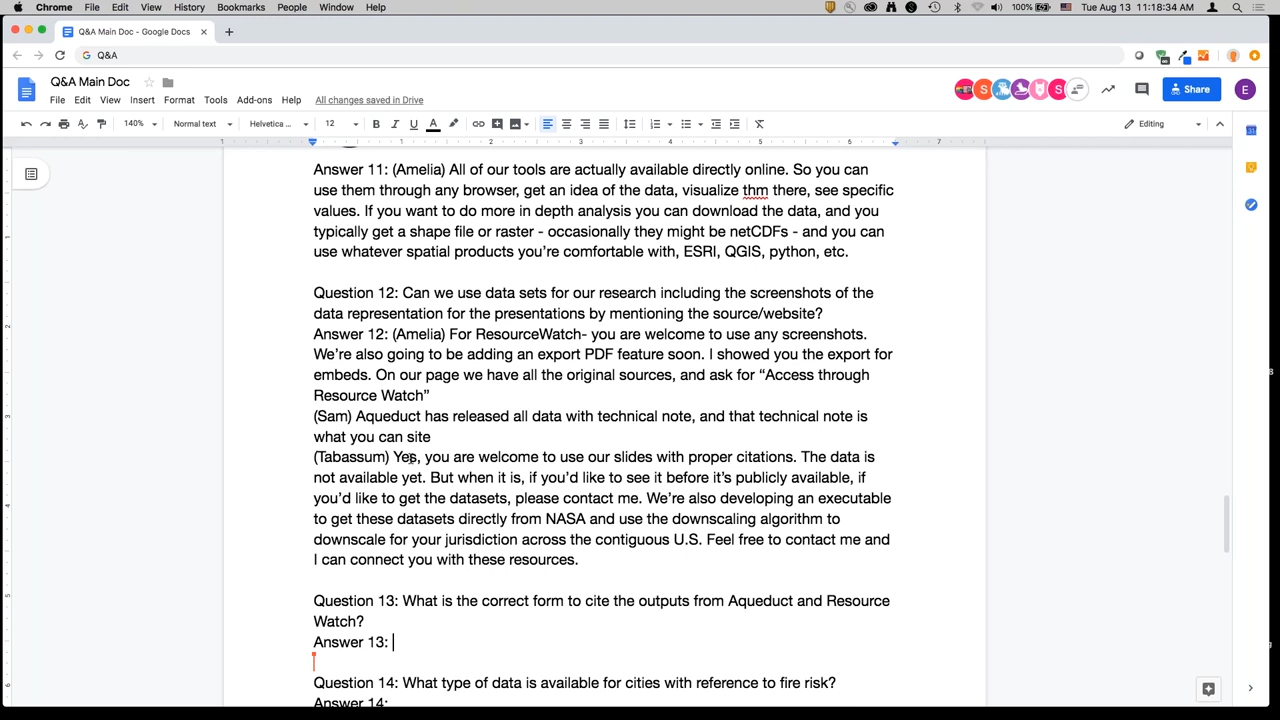 Chrome File Edit View History Bookmarks People Window Help 100% Tue Aug 13 11:18:34 AM
Q&A Main Doc - Google Docs
Q&A
Q&A Main Doc
File Edit View Insert Format Tools Add-ons Help All changes saved in Drive
S S Share E
140% Normal text Helvetica ... 12 B I U A Editing
1 1 2 3 4 5 6 7
Answer 11: (Amelia) All of our tools are actually available directly online. So you can
use them through any browser, get an idea of the data, visualize thm there, see specific
values. If you want to do more in depth analysis you can download the data, and you
typically get a shape file or raster - occasionally they might be netCDFs - and you can
use whatever spatial products you're comfortable with, ESRI, QGIS, python, etc.
Question 12: Can we use data sets for our research including the screenshots of the
data representation for the presentations by mentioning the source/website?
Answer 12: (Amelia) For ResourceWatch- you are welcome to use any screenshots.
We're also going to be adding an export PDF feature soon. I showed you the export for
embeds. On our page we have all the original sources, and ask for “Access through
Resource Watch”
(Sam) Aqueduct has released all data with technical note, and that technical note is
what you can site
(Tabassum) Yes, you are welcome to use our slides with proper citations. The data is
not available yet. But when it is, if you'd like to see it before it's publicly available, if
you'd like to get the datasets, please contact me. We're also developing an executable
to get these datasets directly from NASA and use the downscaling algorithm to
downscale for your jurisdiction across the contiguous U.S. Feel free to contact me and
I can connect you with these resources.
Question 13: What is the correct form to cite the outputs from Aqueduct and Resource
Watch?
Answer 13:
Question 14: What type of data is available for cities with reference to fire risk?
Answer 14: